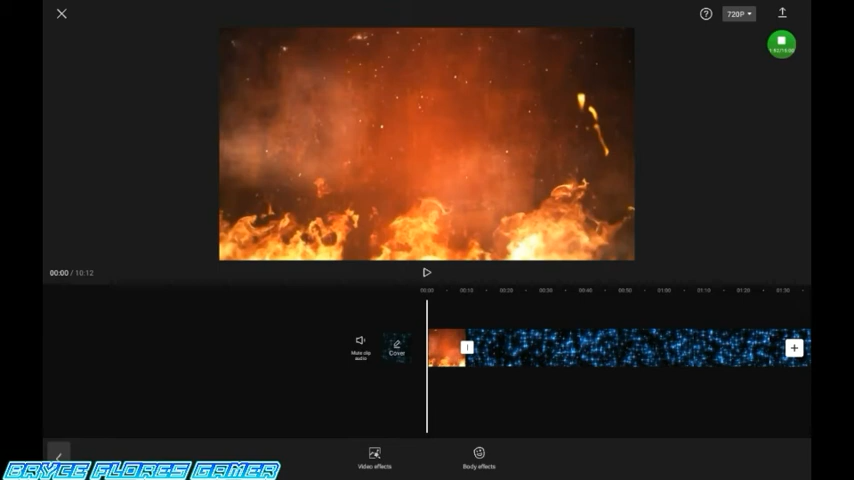 720P
00:00 / 10:12
00:00 00:10 00:20 00:30 00:40 00:50 01:00 01:10 01:20 01:30
Mute clip
audio
Cover
Video effects
Body effects
BAYCE FLORES GAMER